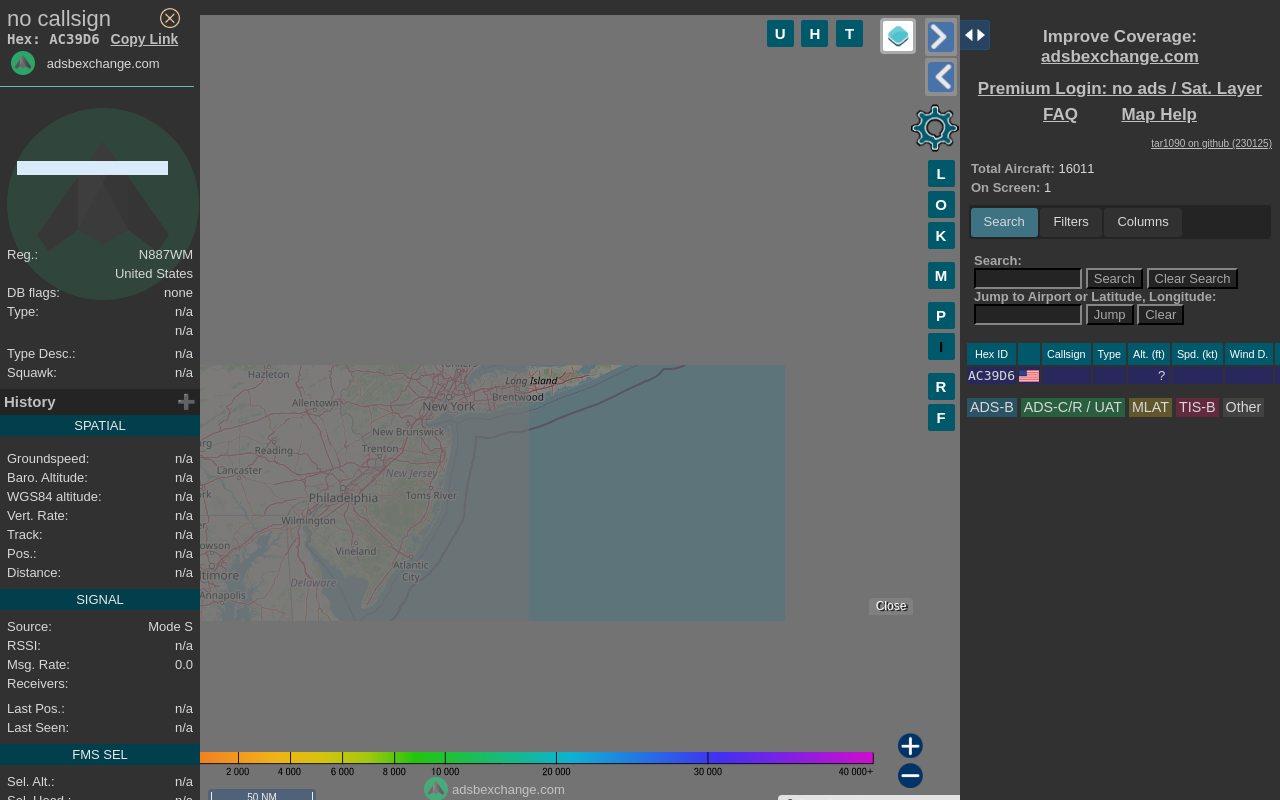 no callsign
Hex: AC39D6 Copy Link
adsbexchange.com
Reg.: N887WM
United States
DB flags: none
Type: n/a
n/a
Type Desc.: n/a
Squawk: n/a
History
SPATIAL
Groundspeed: n/a
Baro. Altitude: n/a
WGS84 altitude: n/a
Vert. Rate: n/a
Track: n/a
Pos.: n/a
Distance: n/a
SIGNAL
Source: Mode S
RSSI: n/a
Msg. Rate: 0.0
Receivers:
Last Pos.: n/a
Last Seen: n/a
FMS SEL
Sel. Alt.: n/a
U H T
L
O
K
M
P
I
R
F
Hazleton
Long Island
Allentown
New York
Brentwood
New Brunswick
Reading
Trenton
Lancaster
New Jersey
Philadelphia
Toms River
Wilmington
Vineland
Atlantic
City
Delaware
Annapolis
Close
2 000 4 000 6 000 8 000 10 000 20 000 30 000 40 000+
adsbexchange.com
50 NM
Improve Coverage:
adsbexchange.com
Premium Login: no ads / Sat. Layer
FAQ Map Help
tar1090 on github (230125)
Total Aircraft: 16011
On Screen: 1
Search Filters Columns
Search:
Search Clear Search
Jump to Airport or Latitude, Longitude:
Jump Clear
Hex ID Callsign Type Alt. (ft) Spd. (kt) Wind D.
AC39D6 ?
ADS-B ADS-C/R / UAT MLAT TIS-B Other